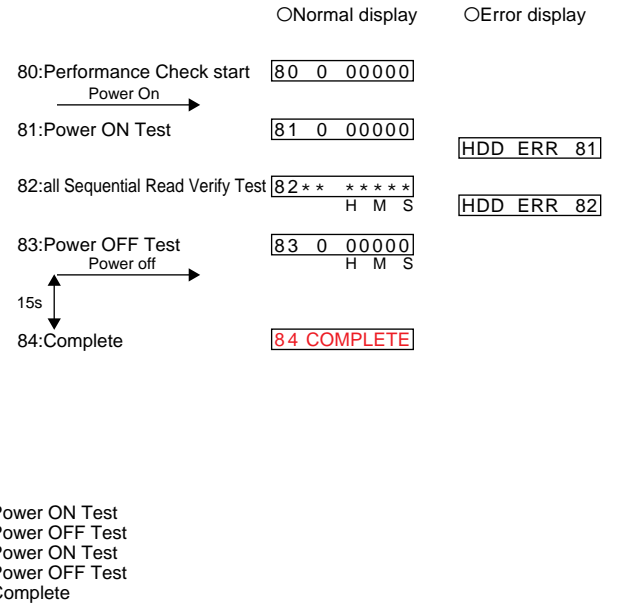 ○Normal display ○Error display
80:Performance Check start 80 0 00000
Power On
81:Power ON Test 81 0 00000
HDD ERR 81
82:all Sequential Read Verify Test 82** *****
H M S
HDD ERR 82
83:Power OFF Test 83 0 00000
Power off H M S
15s
84:Complete 84 COMPLETE
ower ON Test
ower OFF Test
ower ON Test
ower OFF Test
omplete